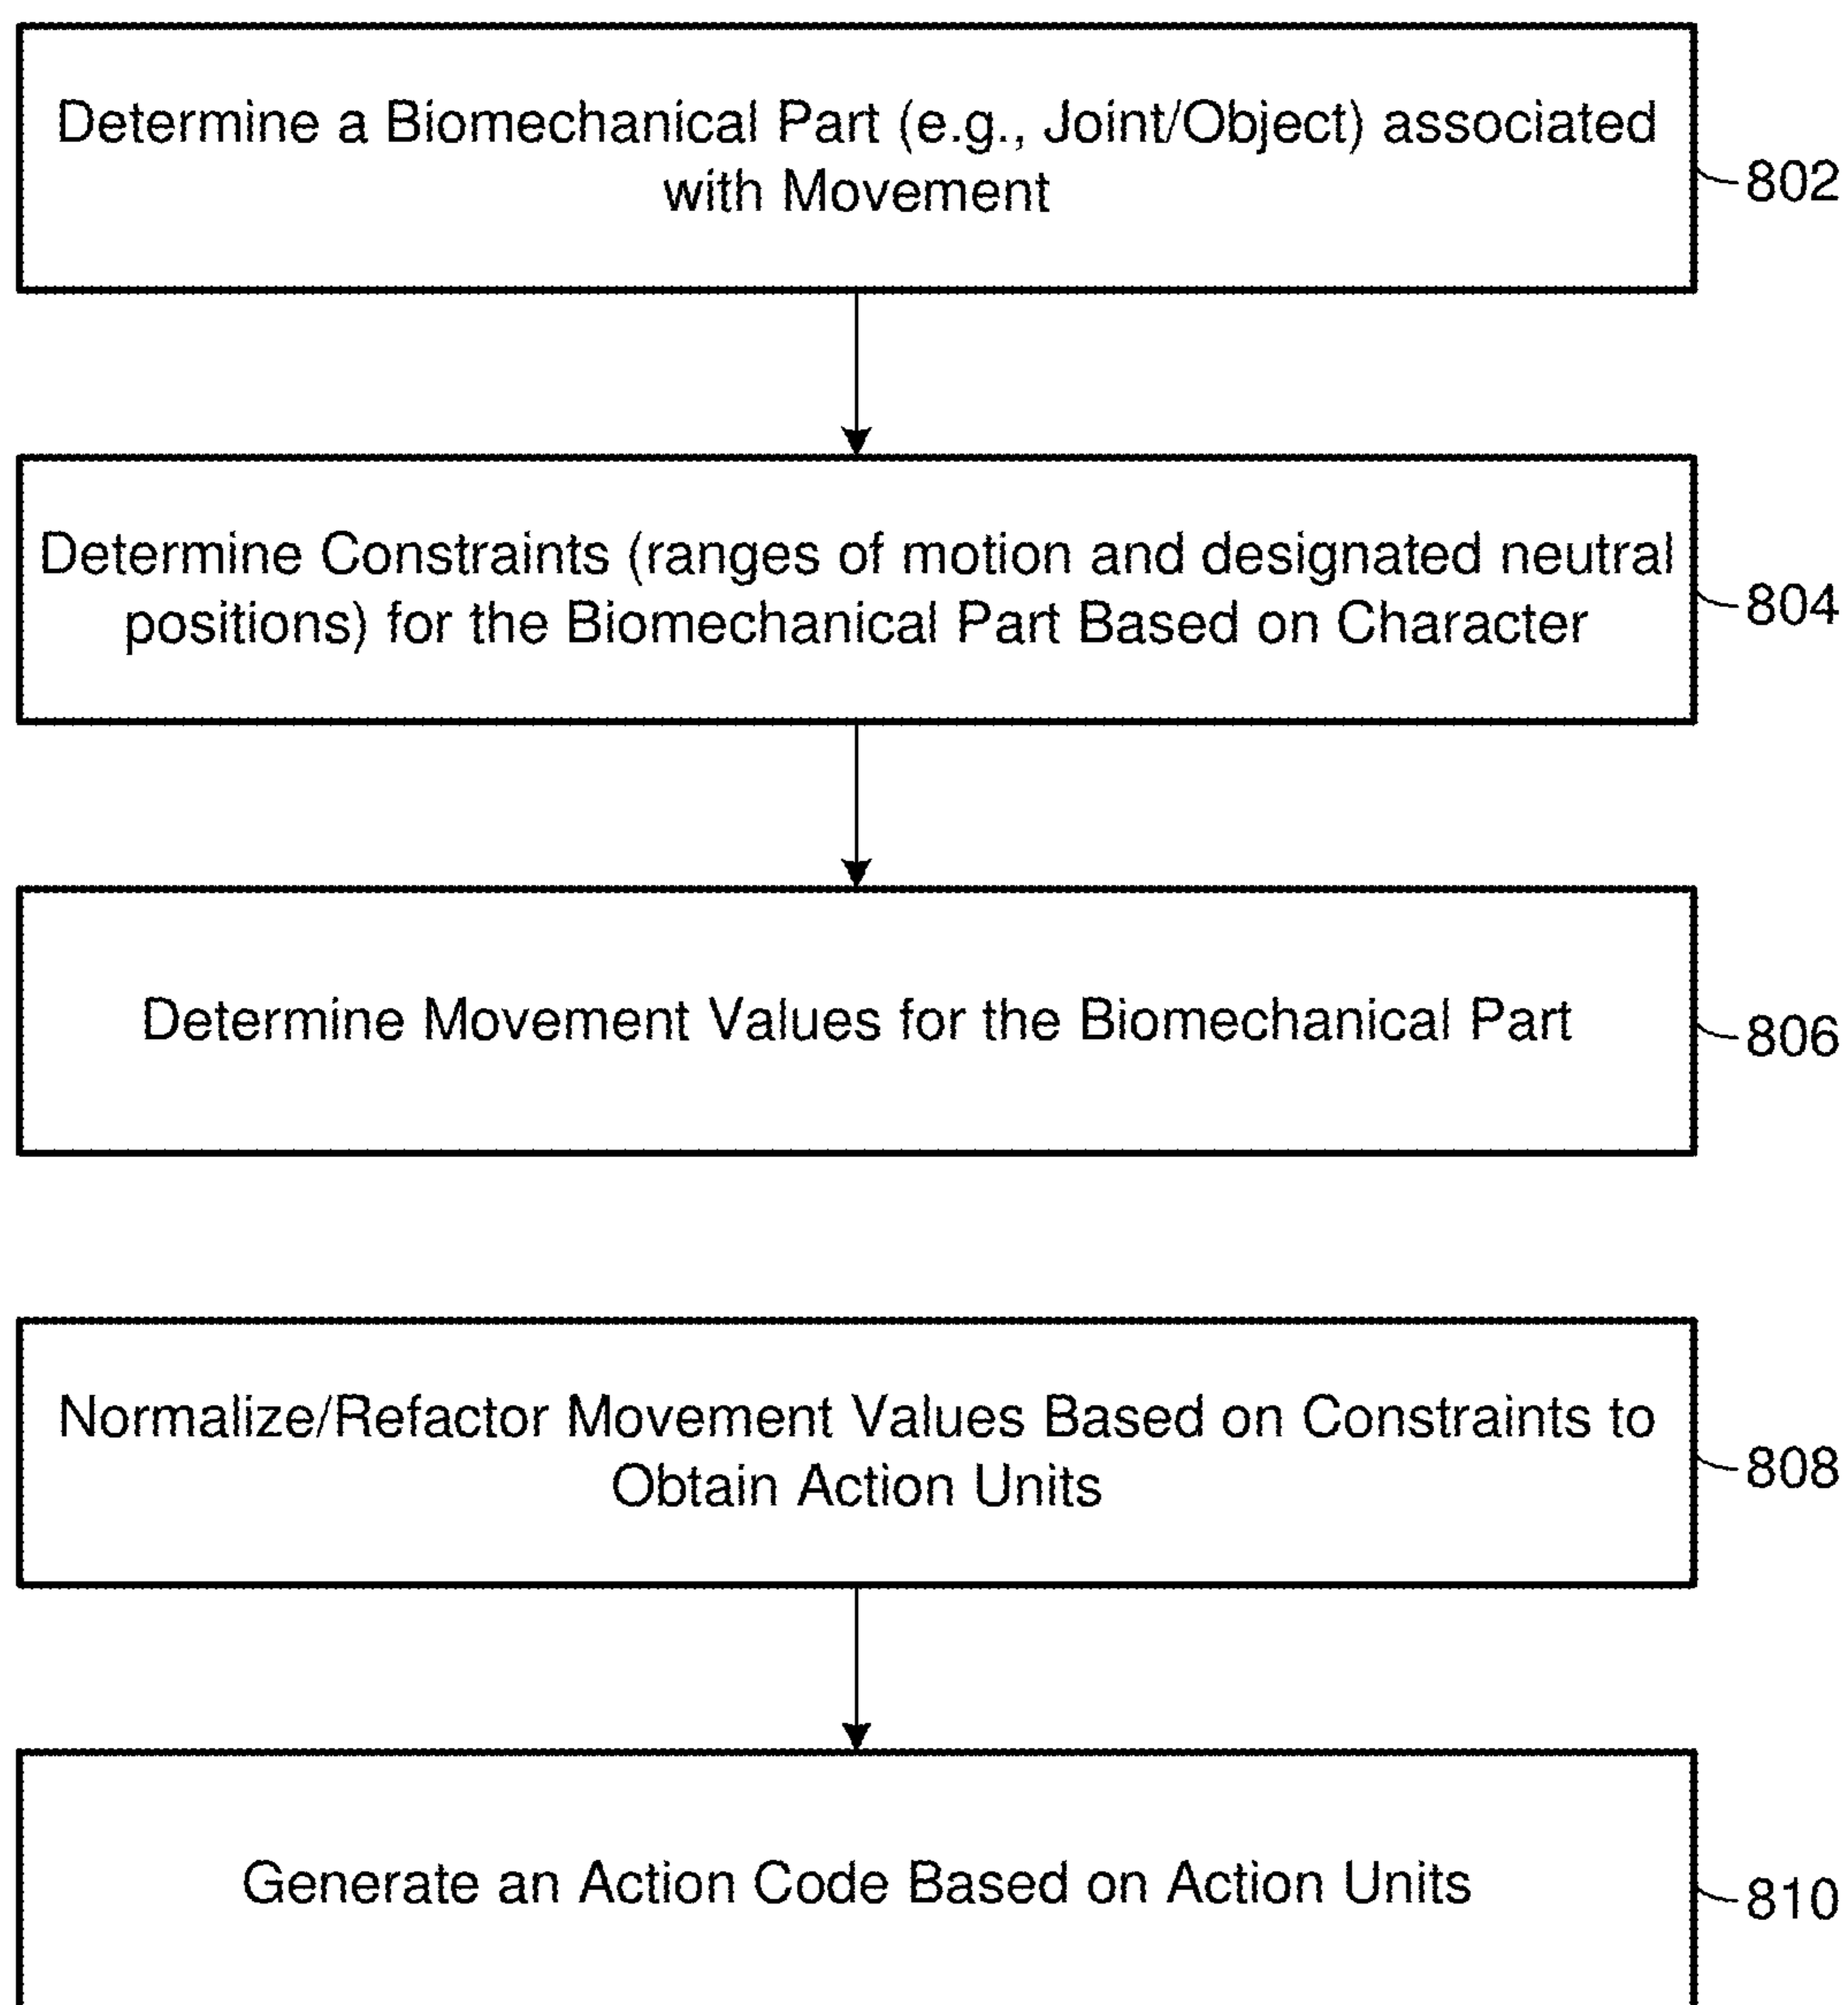 Determine a Biomechanical Part (e.g., Joint/Object) associated
with Movement
802
Determine Constraints (ranges of motion and designated neutral
positions) for the Biomechanical Part Based on Character
804
Determine Movement Values for the Biomechanical Part
806
Normalize/Refactor Movement Values Based on Constraints to
Obtain Action Units
808
Generate an Action Code Based on Action Units
810